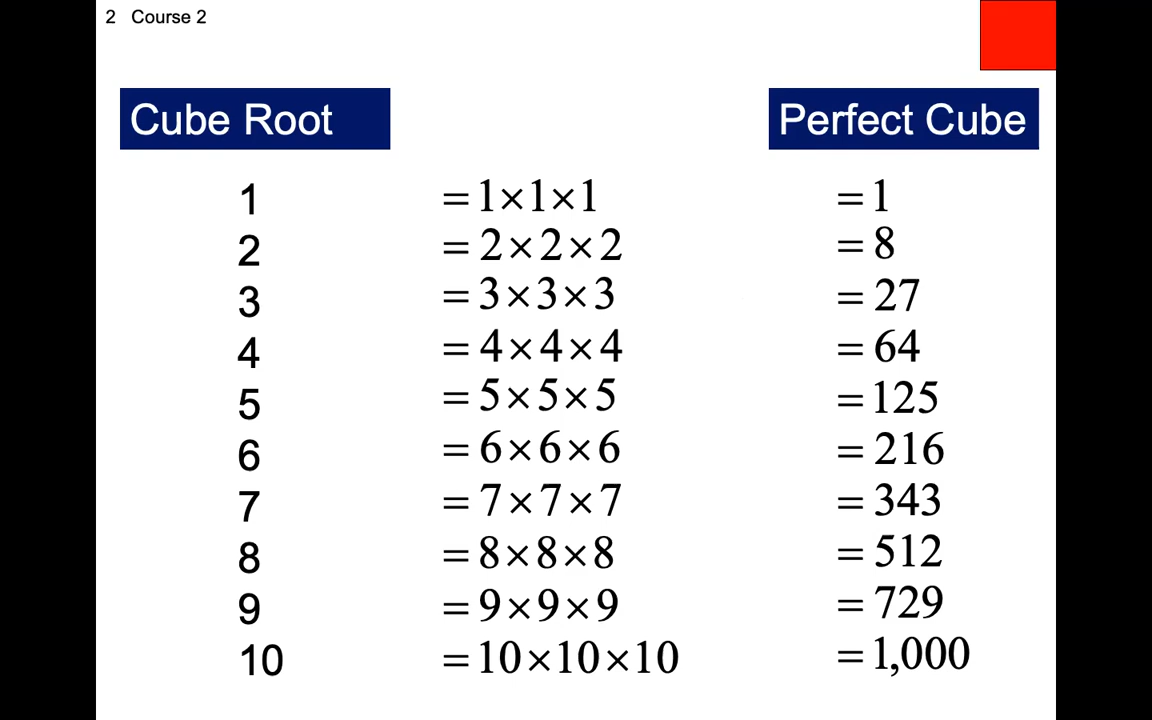 2 Course 2
Cube Root Perfect Cube
1 =1×1×1 =1
2 =2×2×2 =8
3 =3×3×3 =27
4 =4×4×4 =64
5 =5×5×5 =125
6 =6×6×6 =216
7 =7×7×7 =343
8 =8×8×8 =512
9 =9×9×9 =729
10 =10×10×10 =1,000